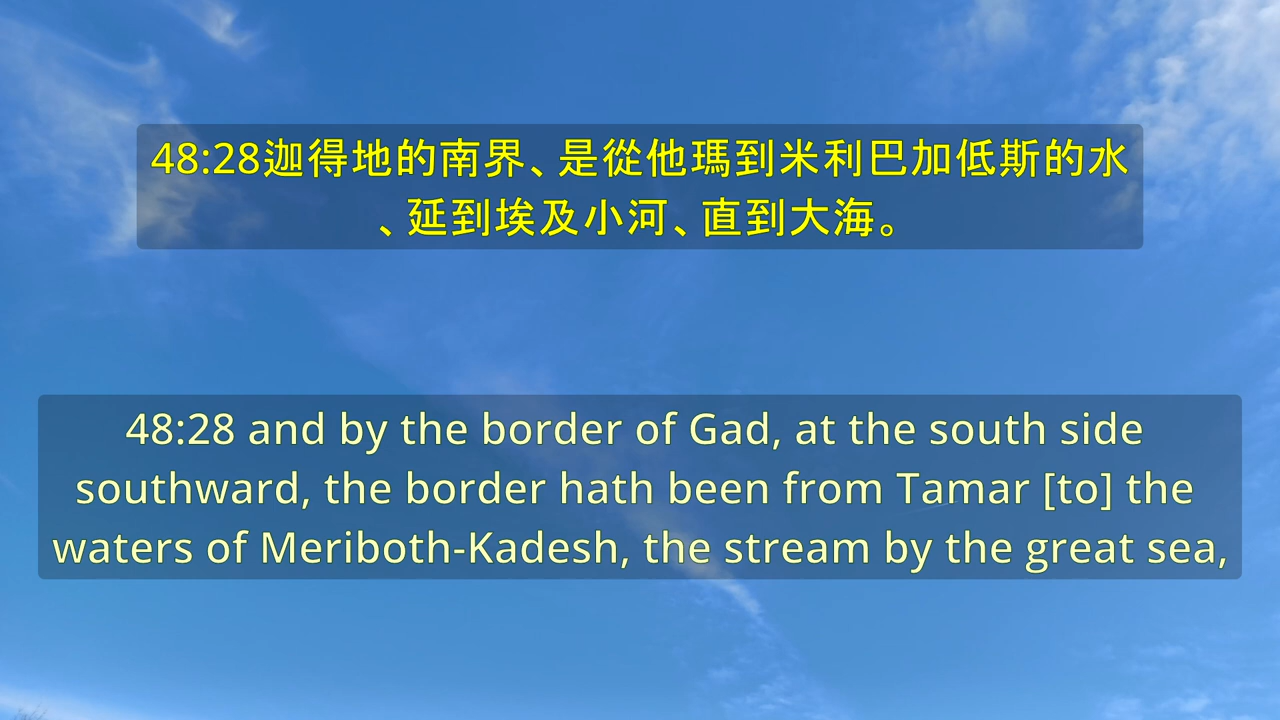 48:28迦得地的南界、是從他瑪到米利巴加低斯的水
、延到埃及小河、直到大海。
48:28 and by the border of Gad, at the south side
southward, the border hath been from Tamar [to] the
waters of Meriboth-Kadesh, the stream by the great sea,